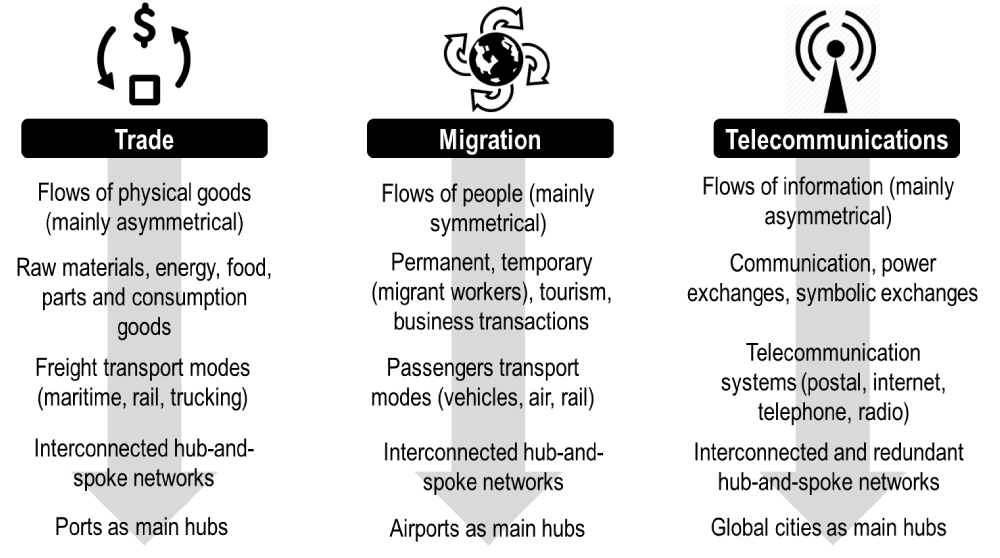 $
Trade
Flows of physical goods
(mainly asymmetrical)
Raw materials, energy, food,
parts and consumption
goods
Freight transport modes
(maritime, rail, trucking)
Interconnected hub-and-
spoke networks
Ports as main hubs
Migration
Flows of people (mainly
symmetrical)
Permanent, temporary
(migrant workers), tourism,
business transactions
Passengers transport
modes (vehicles, air, rail)
Interconnected hub-and-
spoke networks
Airports as main hubs
Telecommunications
Flows of information (mainly
asymmetrical)
Communication, power
exchanges, symbolic exchanges
Telecommunication
systems (postal, internet,
telephone, radio)
Interconnected and redundant
hub-and-spoke networks
Global cities as main hubs